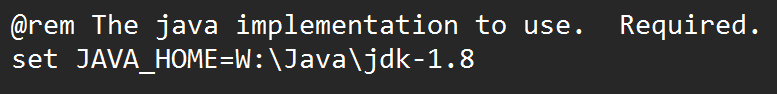 @rem The java implementation to use.  Required.
set JAVA_HOME=W:\Java\jdk-1.8